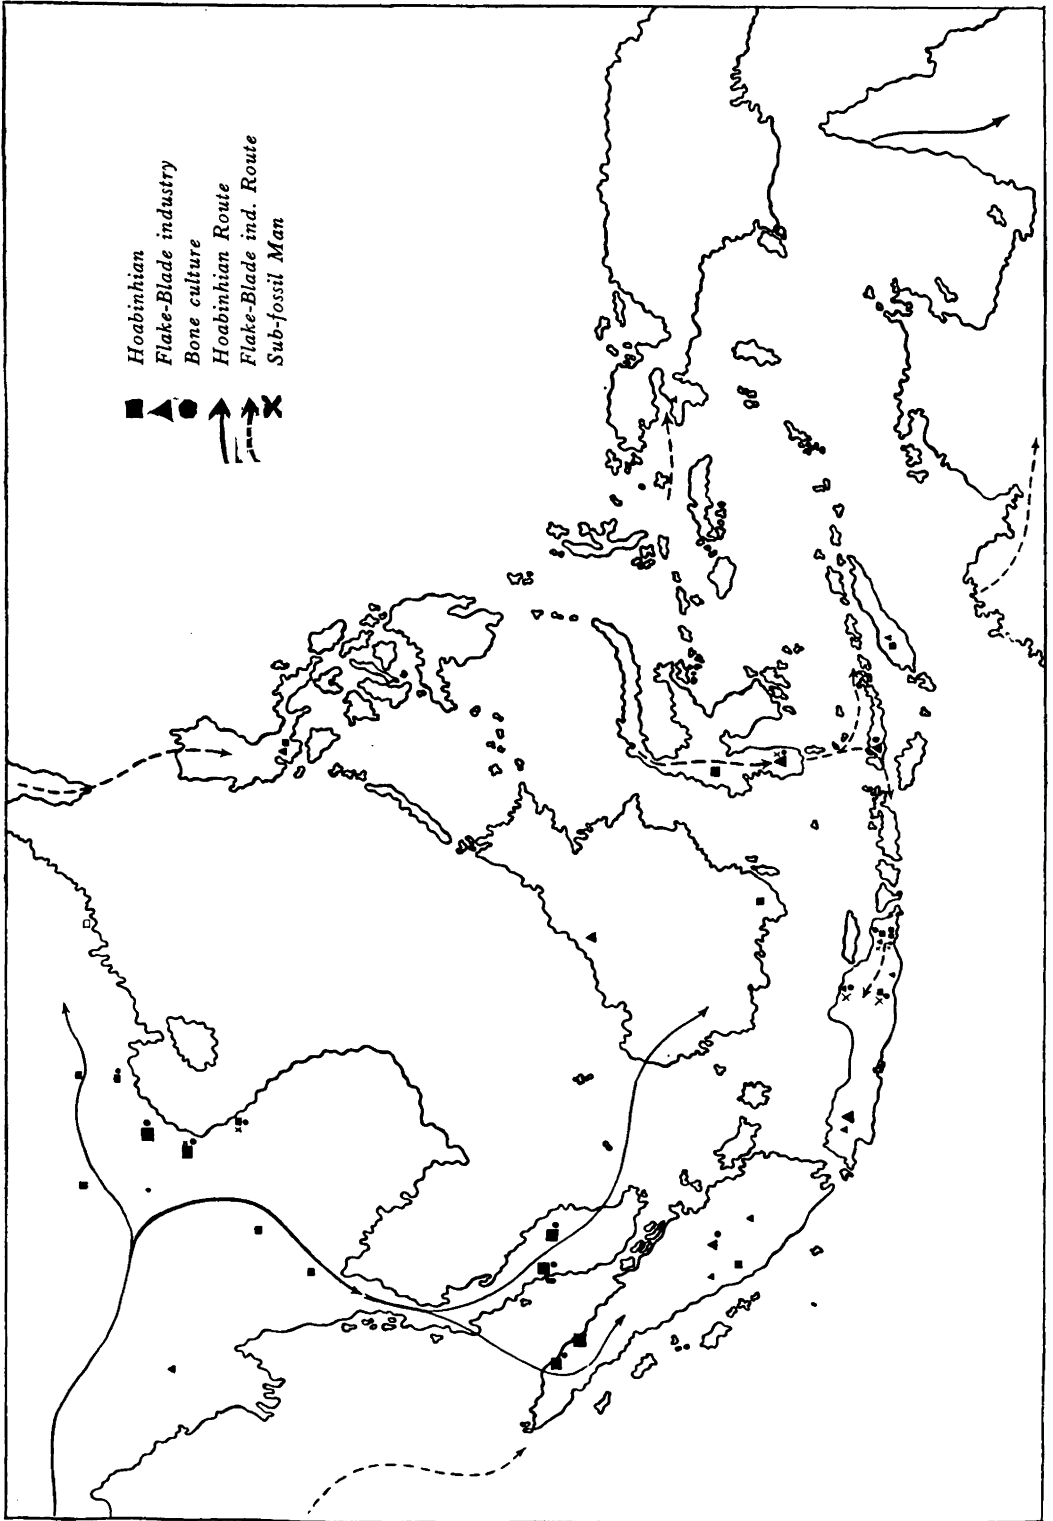 Hoabinhian
Flake-Blade industry
Bone culture
Hoabinhian Route
Flake-Blade ind. Route
Sub-fossil Man